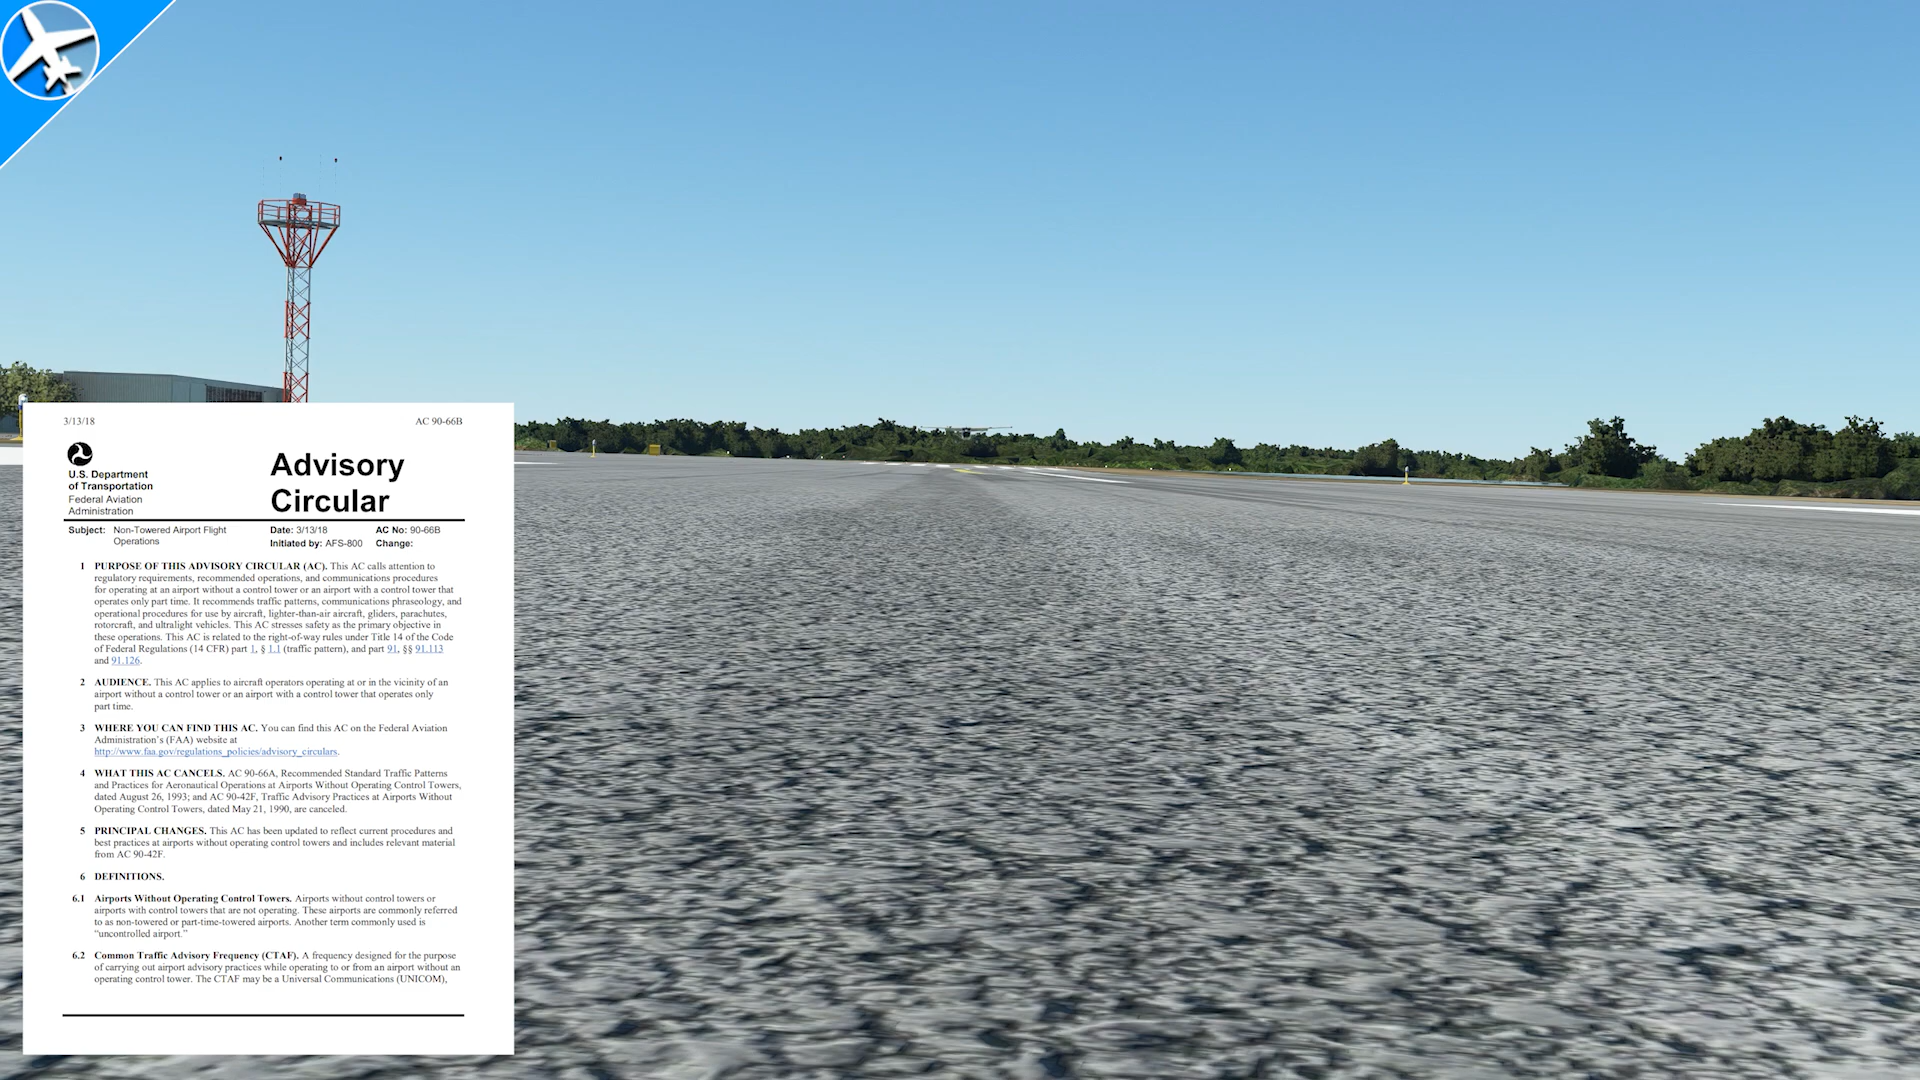 3/13/18 AC 90-66B
U.S. Department
of Transportation
Federal Aviation
Administration
Advisory
Circular
Subject: Non-Towered Airport Flight
Operations
Date: 3/13/18 AC No: 90-66B
Initiated by: AFS-800 Change:
1 PURPOSE OF THIS ADVISORY CIRCULAR (AC). This AC calls attention to
regulatory requirements, recommended operations, and communications procedures
for operating at an airport without a control tower or an airport with a control tower that
operates only part time. It recommends traffic patterns, communications phraseology, and
operational procedures for use by aircraft, lighter-than-air aircraft, gliders, parachutes,
rotorcraft, and ultralight vehicles. This AC stresses safety as the primary objective in
these operations. This AC is related to the right-of-way rules under Title 14 of the Code
of Federal Regulations (14 CFR) part 1, § 1.1 (traffic pattern), and part 91, §§ 91.113
and 91.126.
2 AUDIENCE. This AC applies to aircraft operators operating at or in the vicinity of an
airport without a control tower or an airport with a control tower that operates only
part time.
3 WHERE YOU CAN FIND THIS AC. You can find this AC on the Federal Aviation
Administration's (FAA) website at
http://www.faa.gov/regulations_policies/advisory_circulars.
4 WHAT THIS AC CANCELS. AC 90-66A, Recommended Standard Traffic Patterns
and Practices for Aeronautical Operations at Airports Without Operating Control Towers,
dated August 26, 1993; and AC 90-42F, Traffic Advisory Practices at Airports Without
Operating Control Towers, dated May 21, 1990, are canceled.
5 PRINCIPAL CHANGES. This AC has been updated to reflect current procedures and
best practices at airports without operating control towers and includes relevant material
from AC 90-42F.
6 DEFINITIONS.
6.1 Airports Without Operating Control Towers. Airports without control towers or
airports with control towers that are not operating. These airports are commonly referred
to as non-towered or part-time-towered airports. Another term commonly used is
“uncontrolled airport.”
6.2 Common Traffic Advisory Frequency (CTAF). A frequency designed for the purpose
of carrying out airport advisory practices while operating to or from an airport without an
operating control tower. The CTAF may be a Universal Communications (UNICOM),